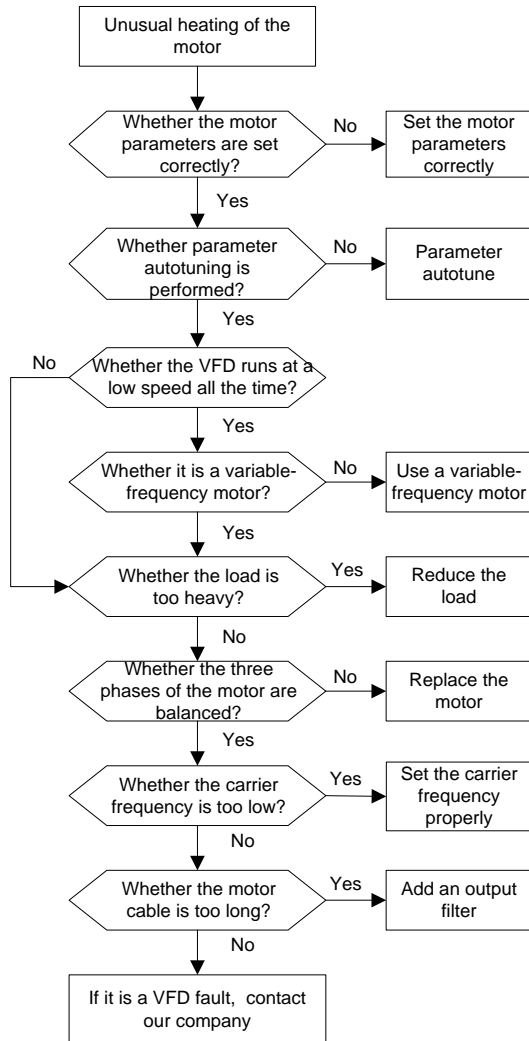 Unusual heating of the
motor
Whether the motor
parameters are set
correctly?
No
Set the motor
parameters
correctly
Yes
Whether parameter
autotuning is
performed?
No
Parameter
autotune
Yes
No
Whether the VFD runs at a
low speed all the time?
Yes
Whether it is a variable-
frequency motor?
No
Use a variable-
frequency motor
Yes
Whether the load is
too heavy?
Yes
Reduce the
load
No
Whether the three
phases of the motor are
balanced?
No
Replace the
motor
Yes
Whether the carrier
frequency is too low?
Yes
Set the carrier
frequency
properly
No
Whether the motor
cable is too long?
Yes
Add an output
filter
No
If it is a VFD fault, contact
our company